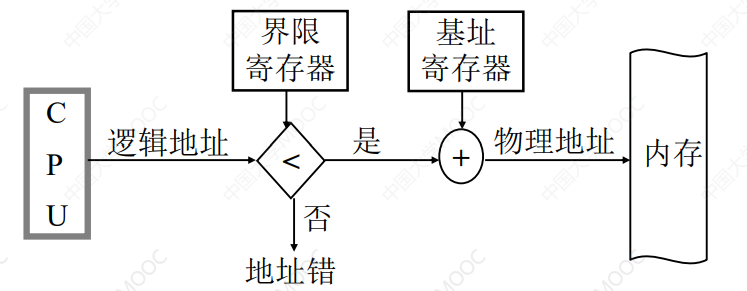 界限
寄存器
基址
寄存器
C
P
U
逻辑地址
<
是
+
物理地址
内存
否
地址错
中国大学MOOC